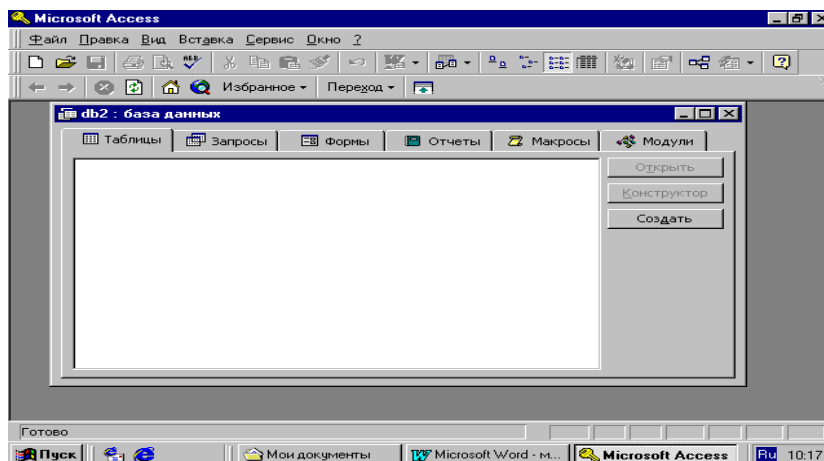 Microsoft Access
Файл Правка Вид Вставка Сервис Окно ?
Избранное Переход
db2 : база данных
Таблицы Запросы Формы Отчеты Макросы Модули
Открыть
Конструктор
Создать
Готово
Пуск Мои документы Microsoft Word - м... Microsoft Access Ru 10:17